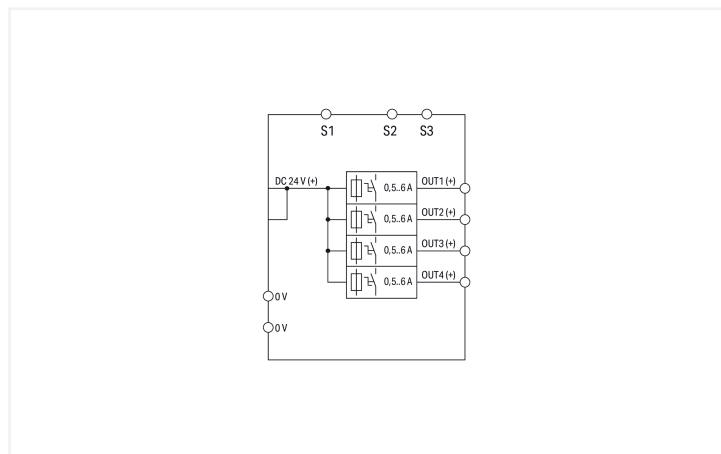 S1 S2 S3
DC 24 V (+)
0,5..6 A OUT1 (+)
0,5..6 A OUT2 (+)
0,5..6 A OUT3 (+)
0,5..6 A OUT4 (+)
0 V
0 V